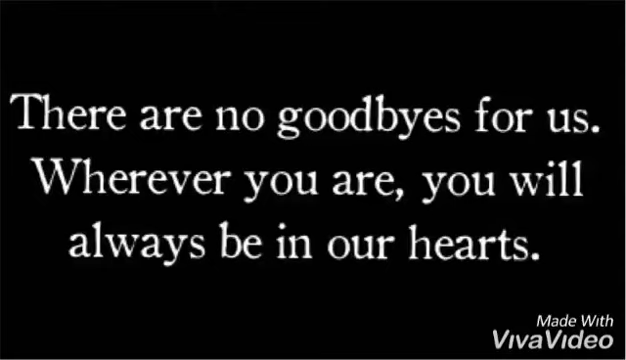 There are no goodbyes for us.
Wherever you are, you will
always be in our hearts.
Made With
VivaVideo